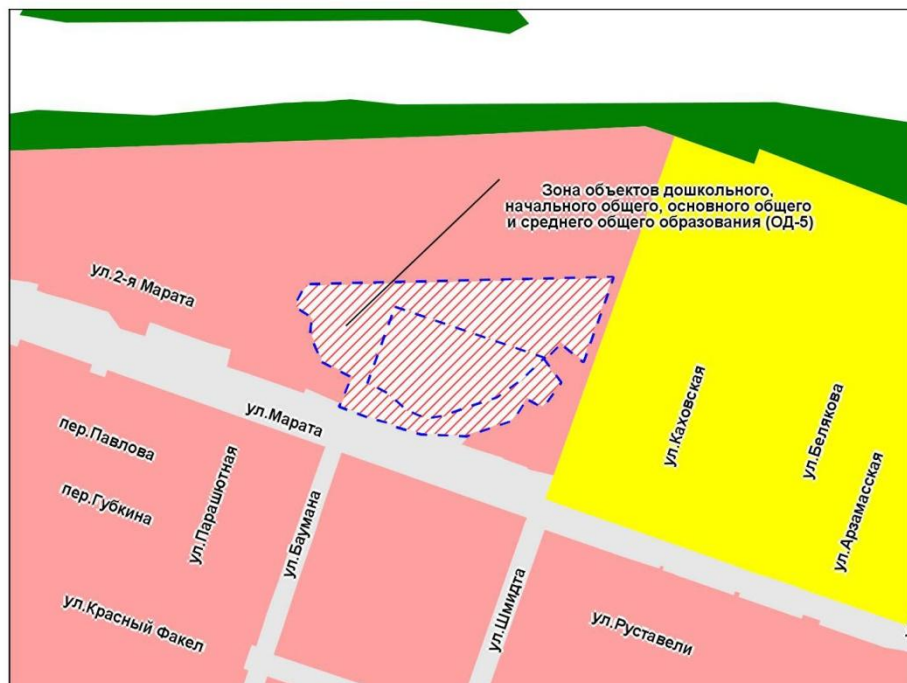 Зона объектов дошкольного,
начального общего, основного общего
и среднего общего образования (ОД-5)
ул.2-я Марата
ул.Марата
ул.Каховская
ул.Белякова
ул.Арзамасская
пер.Павлова
пер.Губкина
ул.Парашютная
ул.Баумана
ул.Шмидта
ул.Руставели
ул.Красный Факел